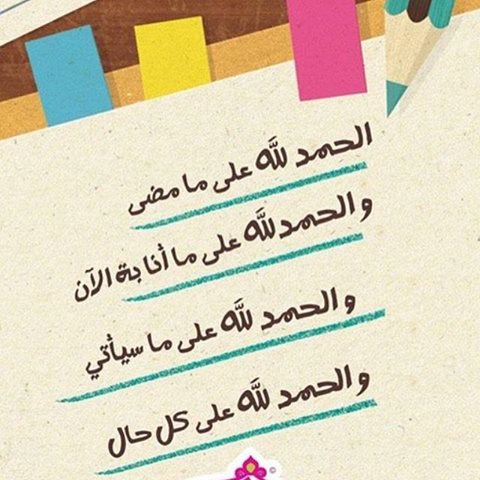 الحمد لله على ما مضى
و الحمد لله على ما أنا بة الآن
و الحمد لله على ما سيأتي
و الحمد لله على كل حال
©